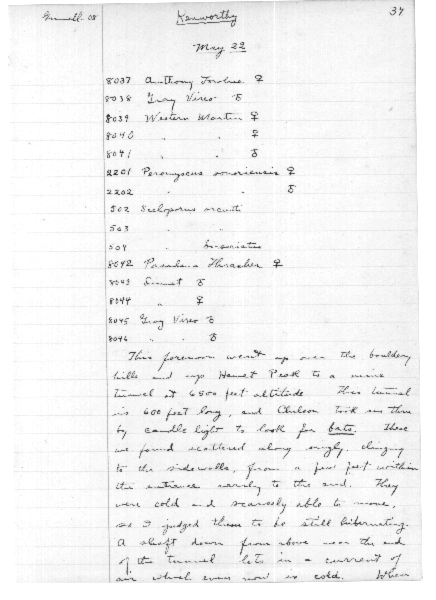 Grinnell - 08
Kenworthy
37
May 22
8037 Anthony Towhee ♀
8038 Gray Vireo ♂
8039 Western Martin ♀
8040 " " ♀
8041 " " ♂
2201 Peromyscus sonoriensis ♀
2202 " " ♂
502 Sceloporus orcutti
503 " "
504 " bi-seriatus
8042 Pasadena Thrasher ♀
8043 ♂
8044 " ♀
8045 Gray Vireo ♂
8046 " " ♂
This forenoon went up over the bouldery
hills and up Hemet Peak to a mine
tunnel at 6500 feet altitude. This tunnel
is 600 feet long, and took us thru
by candle light to look for bats. These
we found scattered along singly, clinging
to the sidewalls, from a few feet within
the entrance nearly to the end. They
were cold and scarcely able to move,
so I judged them to be still hibernating.
A shaft down from above near the end
of the tunnel lets in a current of
air which even now is cold. When